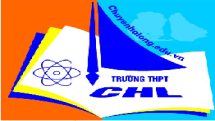 Chuyenhalong.edu.vn
TRƯỜNG THPT
CHL